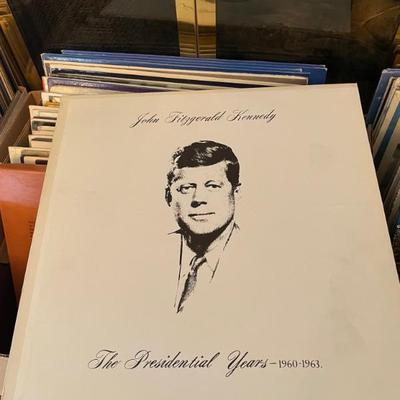 John Fitzgerald Kennedy
The Presidential Years – 1960-1963.